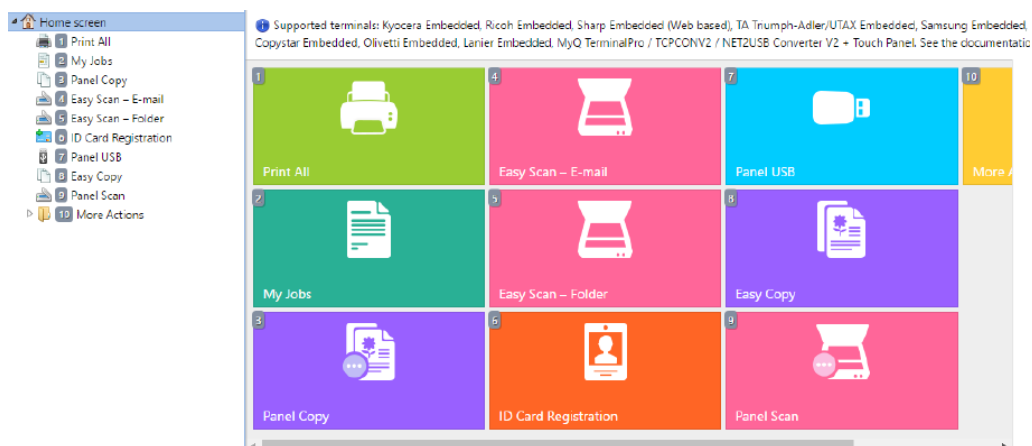 Home screen
1 Print All
2 My Jobs
3 Panel Copy
4 Easy Scan – E-mail
5 Easy Scan – Folder
6 ID Card Registration
7 Panel USB
8 Easy Copy
9 Panel Scan
10 More Actions
Supported terminals: Kyocera Embedded, Ricoh Embedded, Sharp Embedded (Web based), TA Triumph-Adler/UTAX Embedded, Samsung Embedded,
Copystar Embedded, Olivetti Embedded, Lanier Embedded, MyQ TerminalPro / TCPCONV2 / NET2USB Converter V2 + Touch Panel. See the documentatio
1
Print All
4
Easy Scan – E-mail
7
Panel USB
10
More A
2
My Jobs
5
Easy Scan – Folder
8
Easy Copy
3
Panel Copy
6
ID Card Registration
9
Panel Scan